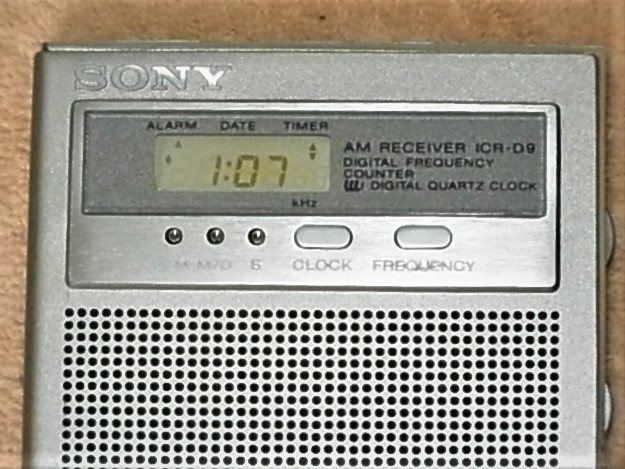 SONY
ALARM DATE TIMER
1:07
kHz
AM RECEIVER ICR-D9
DIGITAL FREQUENCY
COUNTER
DIGITAL QUARTZ CLOCK
S CLOCK FREQUENCY